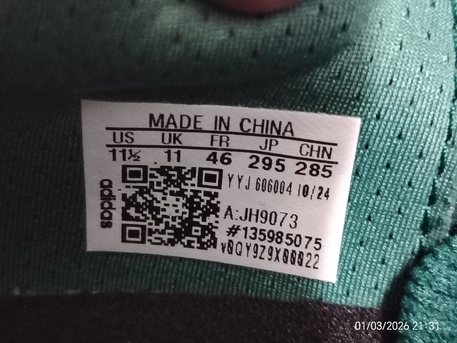 MADE IN CHINA
US UK FR JP CHN
11½ 11 46 295 285
YYJ 606004 10/24
adidas
A:JH9073
#135985075
v0QY9Z9X00022
01/03/2026 21:31